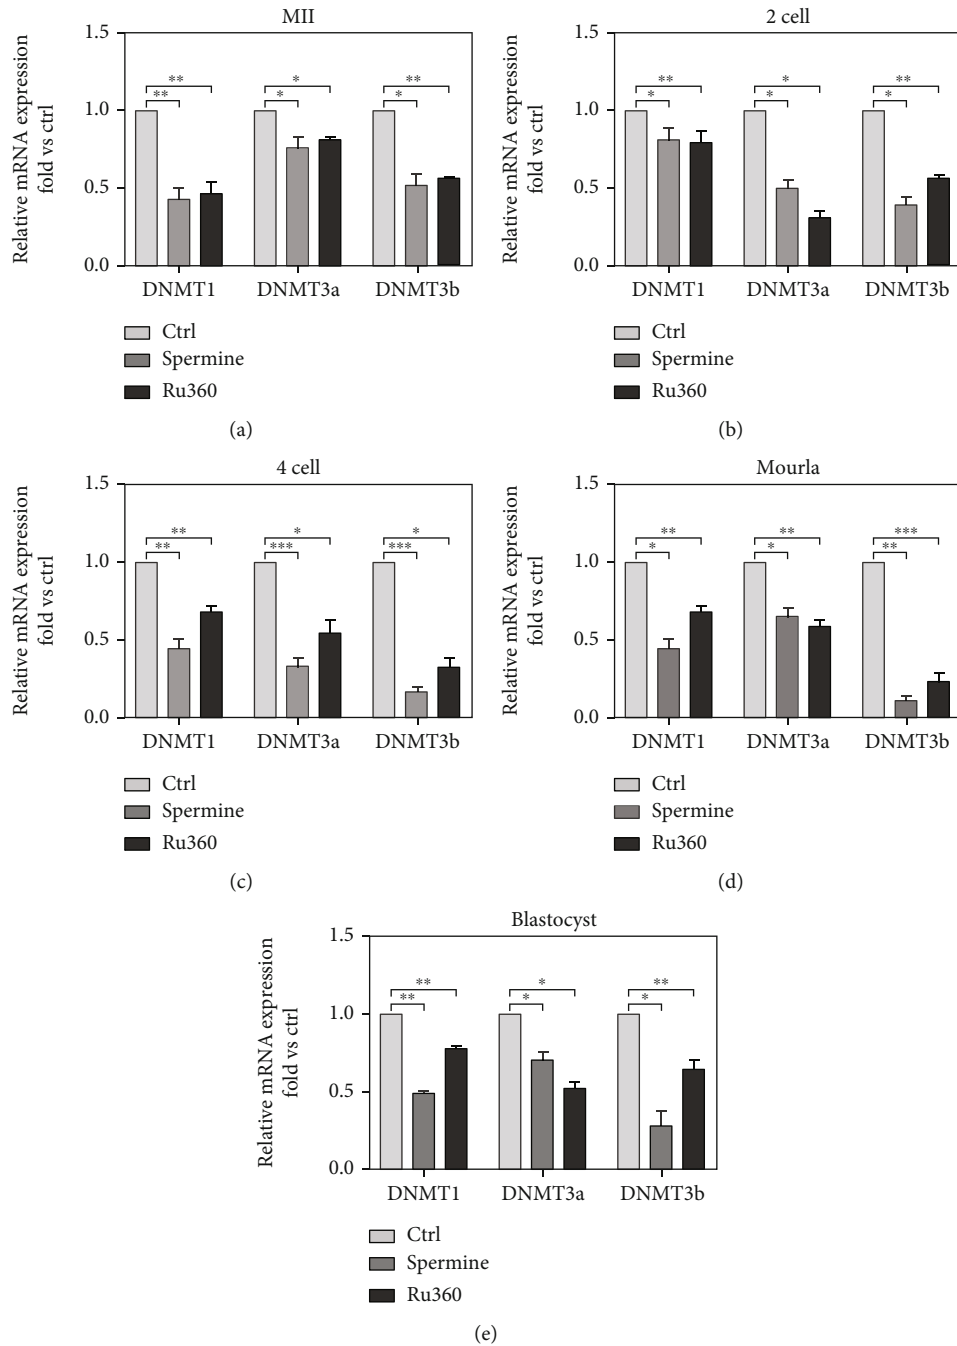 MII
Relative mRNA expression
fold vs ctrl
1.5
1.0
0.5
0.0
** ** * * ** *
DNMT1 DNMT3a DNMT3b
Ctrl
Spermine
Ru360
(a)
2 cell
Relative mRNA expression
fold vs ctrl
1.5
1.0
0.5
0.0
** * * * ** *
DNMT1 DNMT3a DNMT3b
Ctrl
Spermine
Ru360
(b)
4 cell
Relative mRNA expression
fold vs ctrl
1.5
1.0
0.5
0.0
** ** * *** * ***
DNMT1 DNMT3a DNMT3b
Ctrl
Spermine
Ru360
(c)
Mourla
Relative mRNA expression
fold vs ctrl
1.5
1.0
0.5
0.0
** * ** * *** **
DNMT1 DNMT3a DNMT3b
Ctrl
Spermine
Ru360
(d)
Blastocyst
Relative mRNA expression
fold vs ctrl
1.5
1.0
0.5
0.0
** ** * * ** *
DNMT1 DNMT3a DNMT3b
Ctrl
Spermine
Ru360
(e)